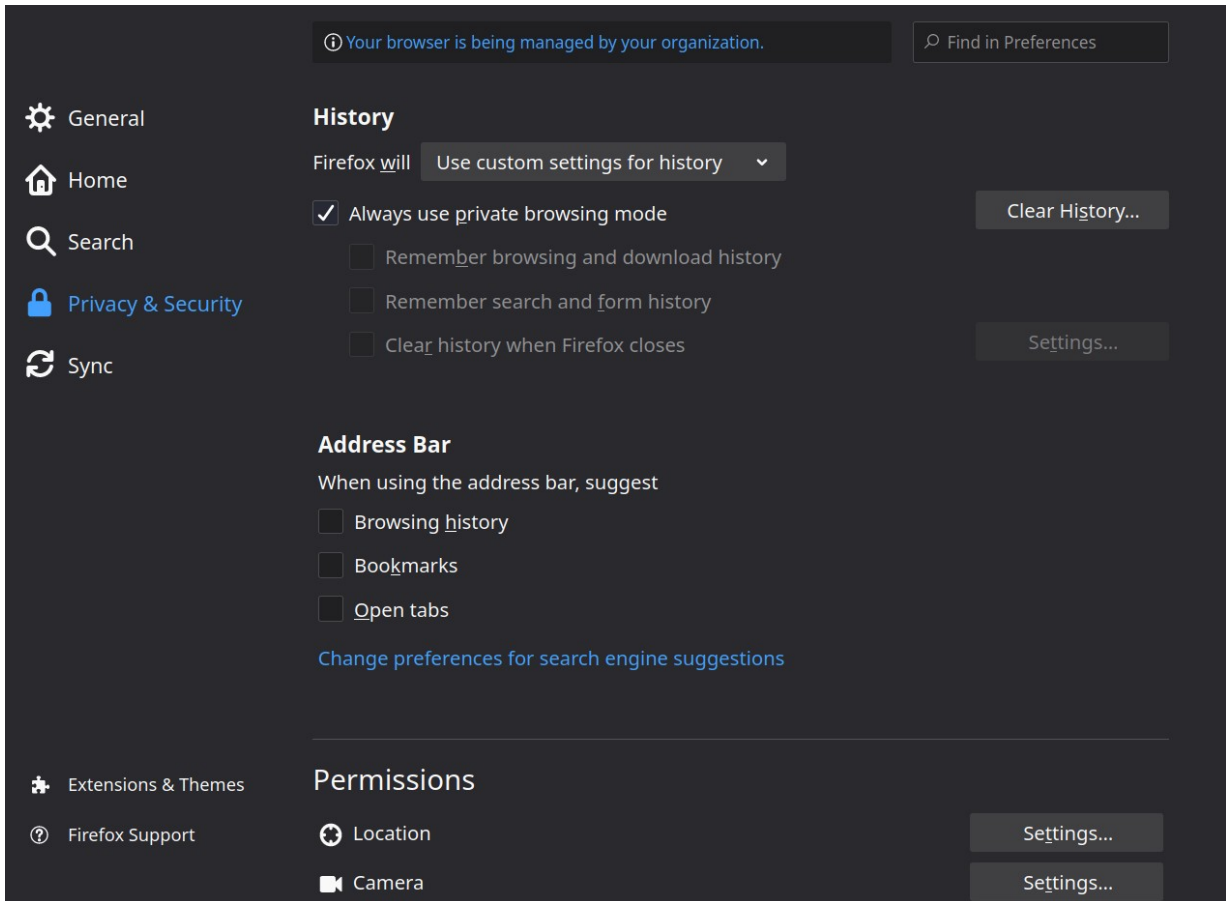 Your browser is being managed by your organization.
Find in Preferences
General
Home
Search
Privacy & Security
Sync
Extensions & Themes
Firefox Support
History
Firefox will Use custom settings for history
Always use private browsing mode
Clear History...
Remember browsing and download history
Remember search and form history
Clear history when Firefox closes
Settings...
Address Bar
When using the address bar, suggest
Browsing history
Bookmarks
Open tabs
Change preferences for search engine suggestions
Permissions
Location
Settings...
Camera
Settings...